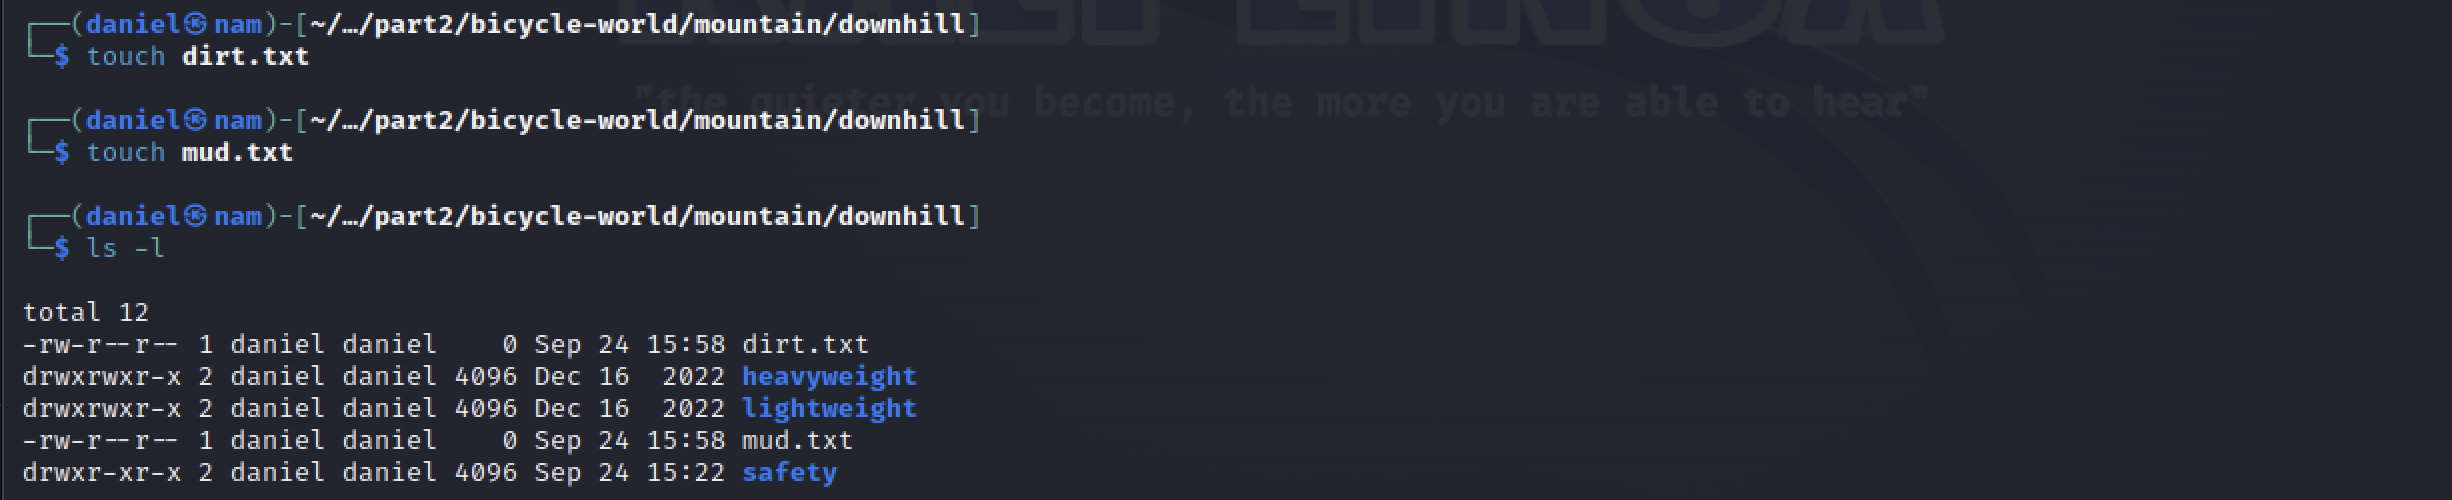 ┌──(daniel㉿nam)-[~/…/part2/bicycle-world/mountain/downhill]
└─$ touch dirt.txt
"the quieter you become, the more you are able to hear"
┌──(daniel㉿nam)-[~/…/part2/bicycle-world/mountain/downhill]
└─$ touch mud.txt
┌──(daniel㉿nam)-[~/…/part2/bicycle-world/mountain/downhill]
└─$ ls -l
total 12
-rw-r--r-- 1 daniel daniel    0 Sep 24 15:58 dirt.txt
drwxrwxr-x 2 daniel daniel 4096 Dec 16  2022 heavyweight
drwxrwxr-x 2 daniel daniel 4096 Dec 16  2022 lightweight
-rw-r--r-- 1 daniel daniel    0 Sep 24 15:58 mud.txt
drwxr-xr-x 2 daniel daniel 4096 Sep 24 15:22 safety